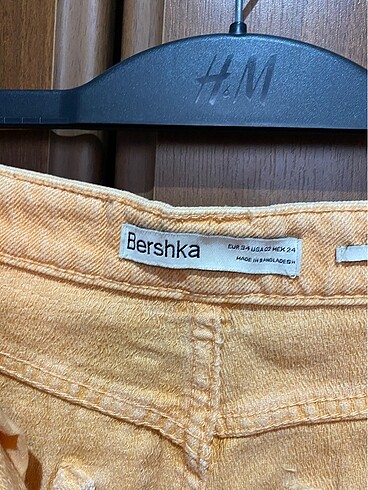 H&M
Bershka
EUR 34 USA 02 MEX 24
MADE IN BANGLADESH